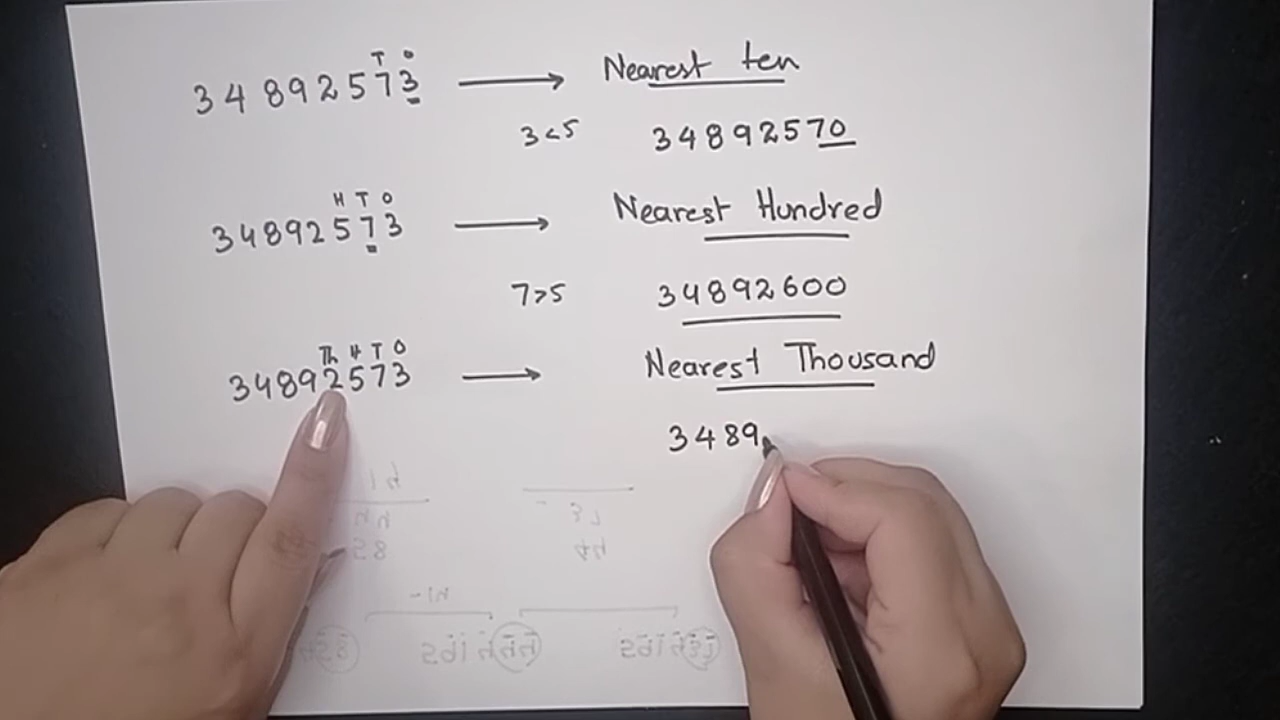 T O
34892573 → Nearest ten
3<5 34892570
H T O
34892573 → Nearest Hundred
7>5 34892600
Th H T O
34892573 → Nearest Thousand
3489